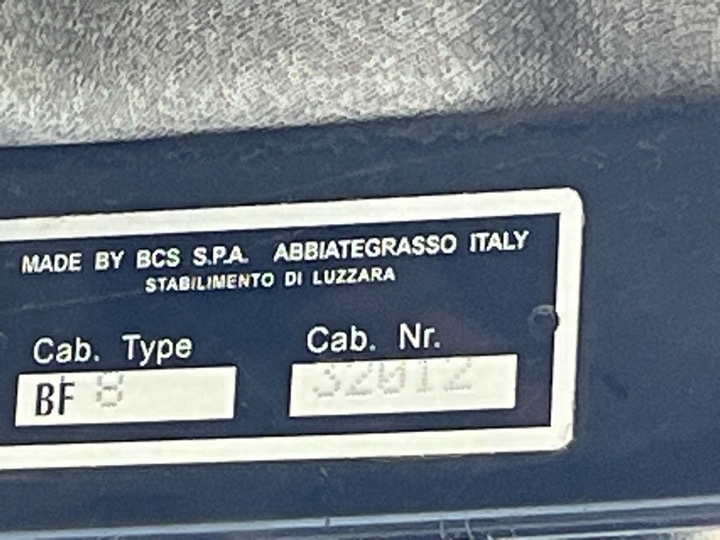 MADE BY BCS S.P.A. ABBIATEGRASSO ITALY
STABILIMENTO DI LUZZARA
Cab. Type Cab. Nr.
BF 8 32012